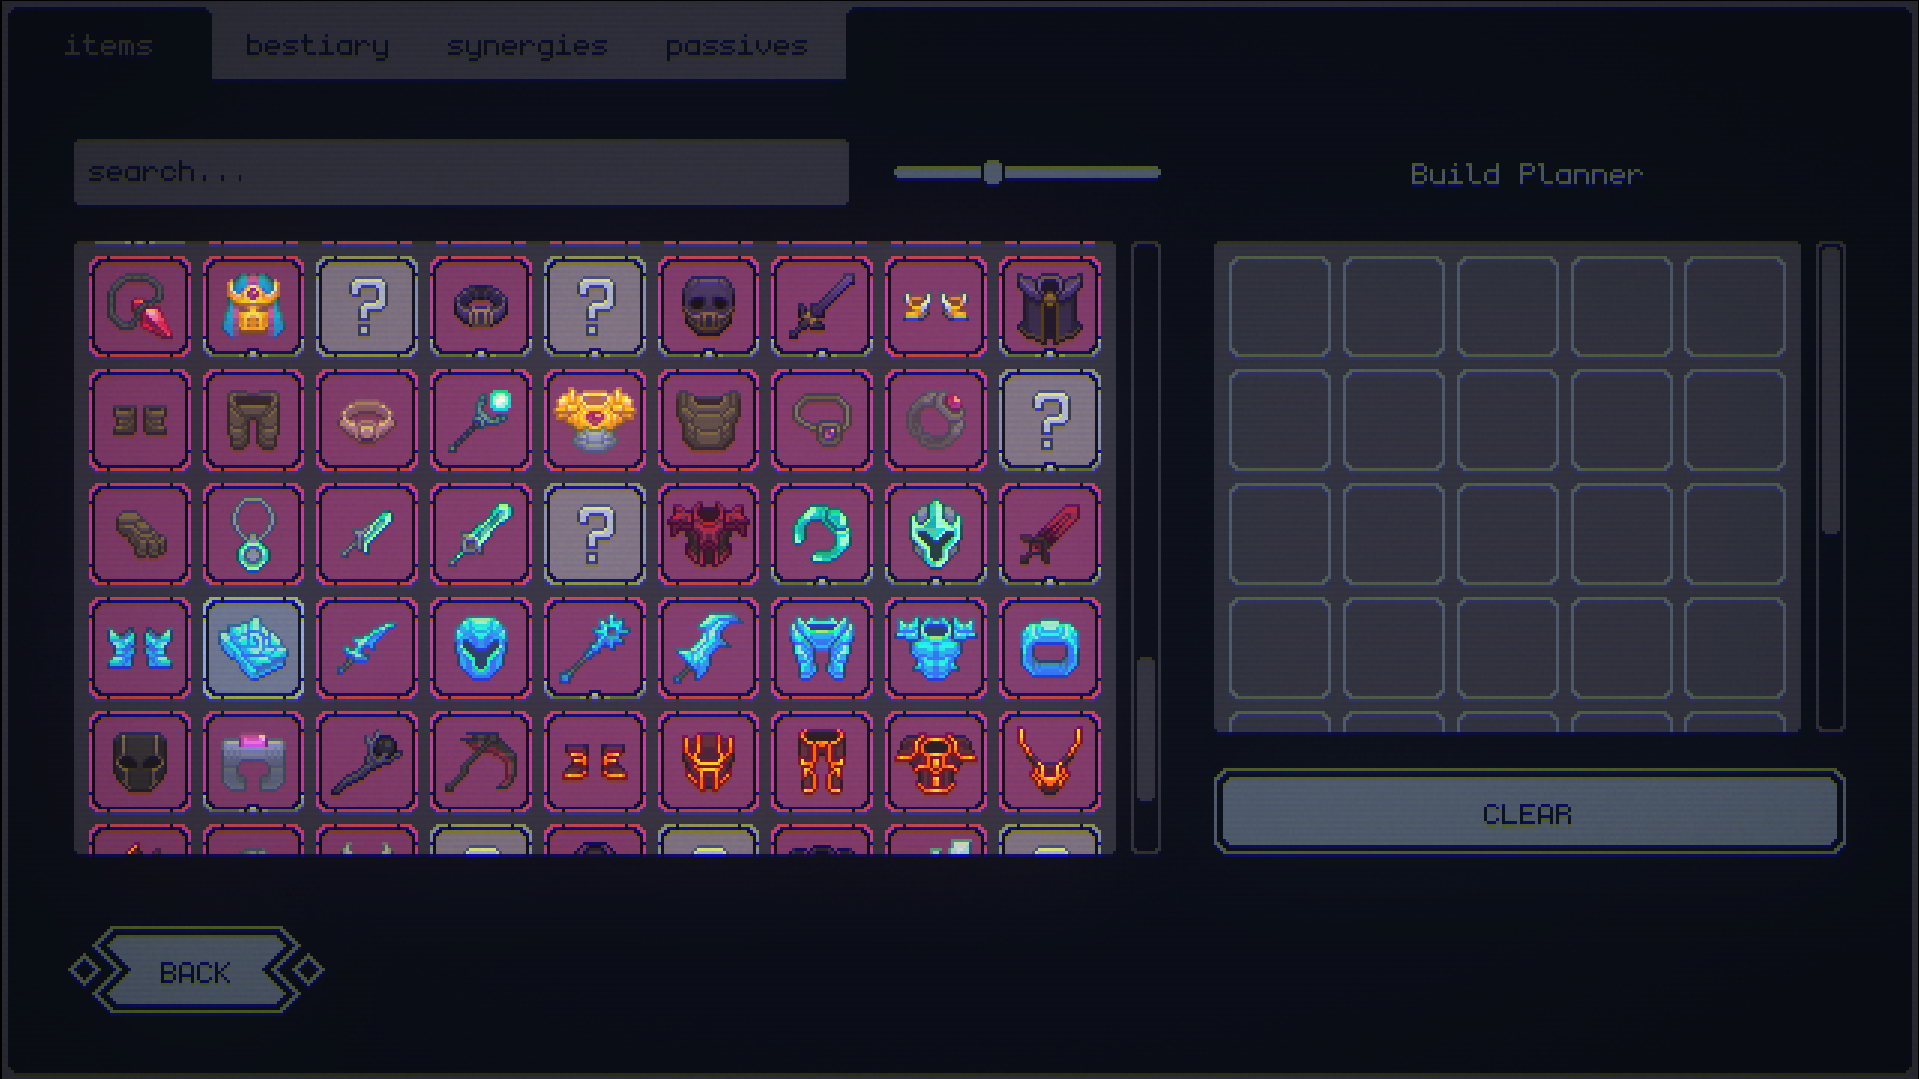 items bestiary synergies passives
search...
Build Planner
? ?
?
?
CLEAR
BACK